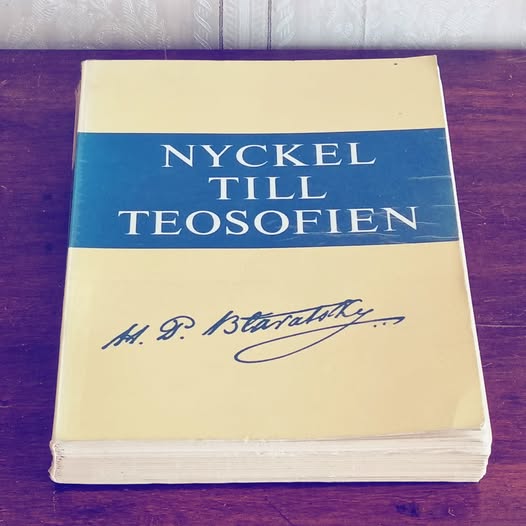 NYCKEL
TILL
TEOSOFIEN
H. P. Blavatsky